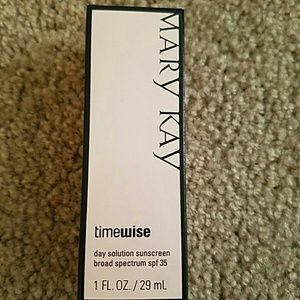 MARY KAY
timewise
day solution sunscreen
broad spectrum spf 35
1 FL. OZ. / 29 mL